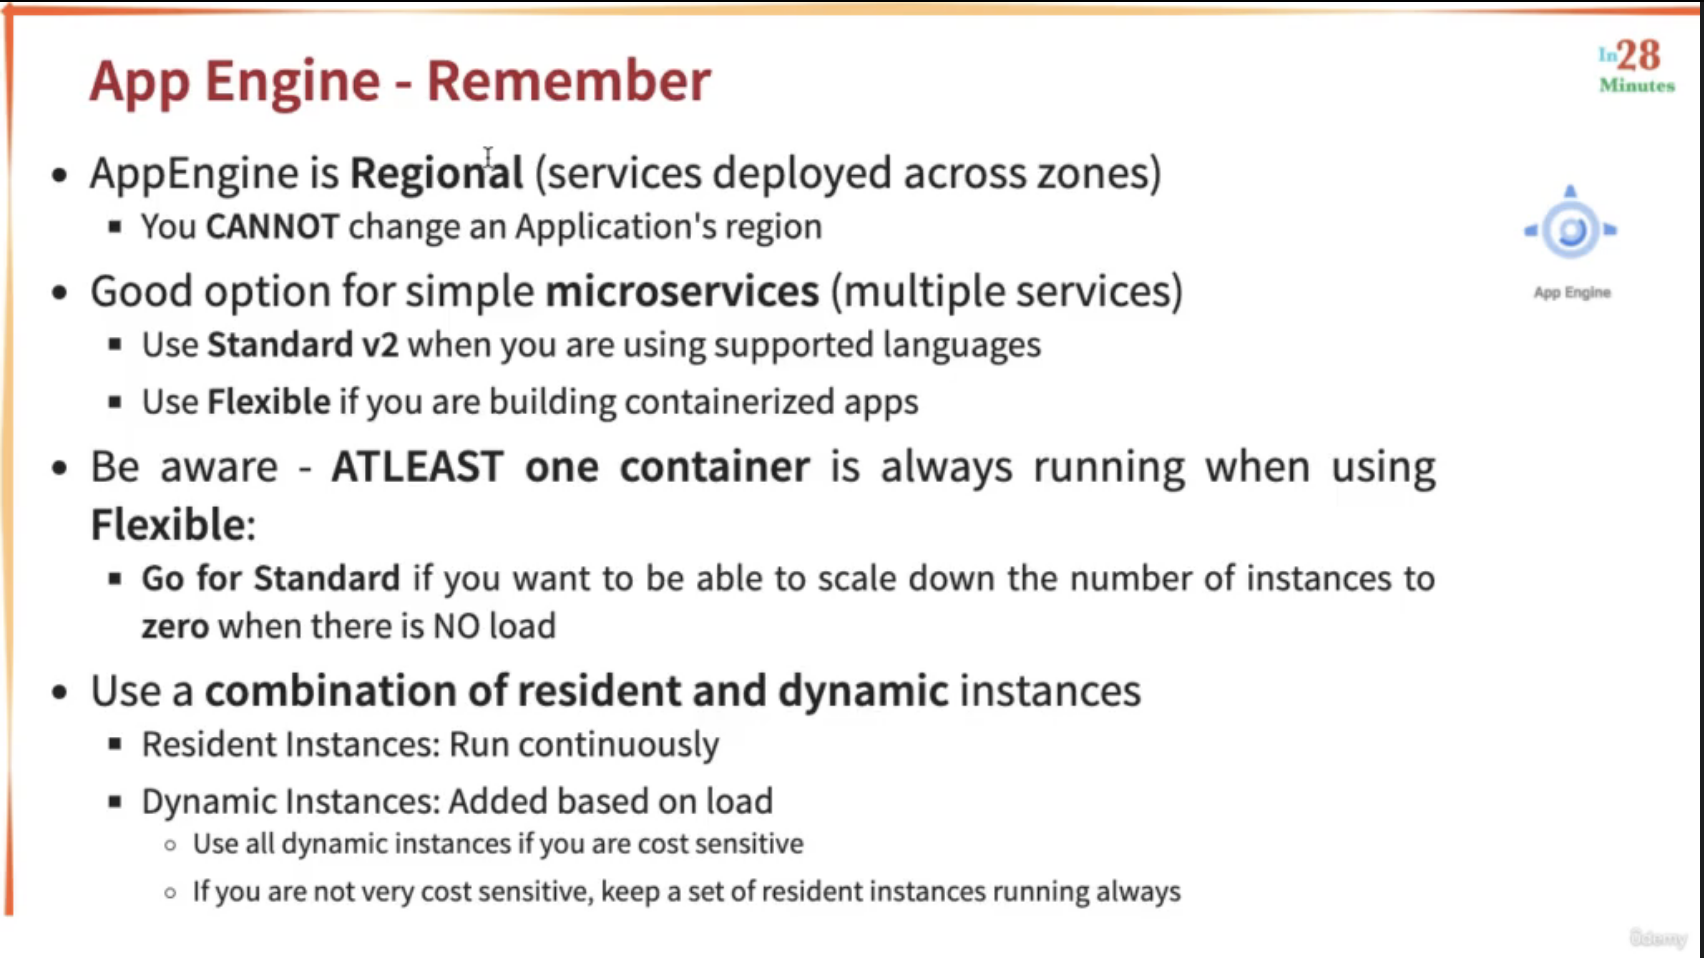 App Engine - Remember
In28
Minutes
• AppEngine is Regional (services deployed across zones)
▪ You CANNOT change an Application's region
• Good option for simple microservices (multiple services)
▪ Use Standard v2 when you are using supported languages
▪ Use Flexible if you are building containerized apps
• Be aware - ATLEAST one container is always running when using
Flexible:
▪ Go for Standard if you want to be able to scale down the number of instances to
zero when there is NO load
• Use a combination of resident and dynamic instances
▪ Resident Instances: Run continuously
▪ Dynamic Instances: Added based on load
○ Use all dynamic instances if you are cost sensitive
○ If you are not very cost sensitive, keep a set of resident instances running always
App Engine
Udemy